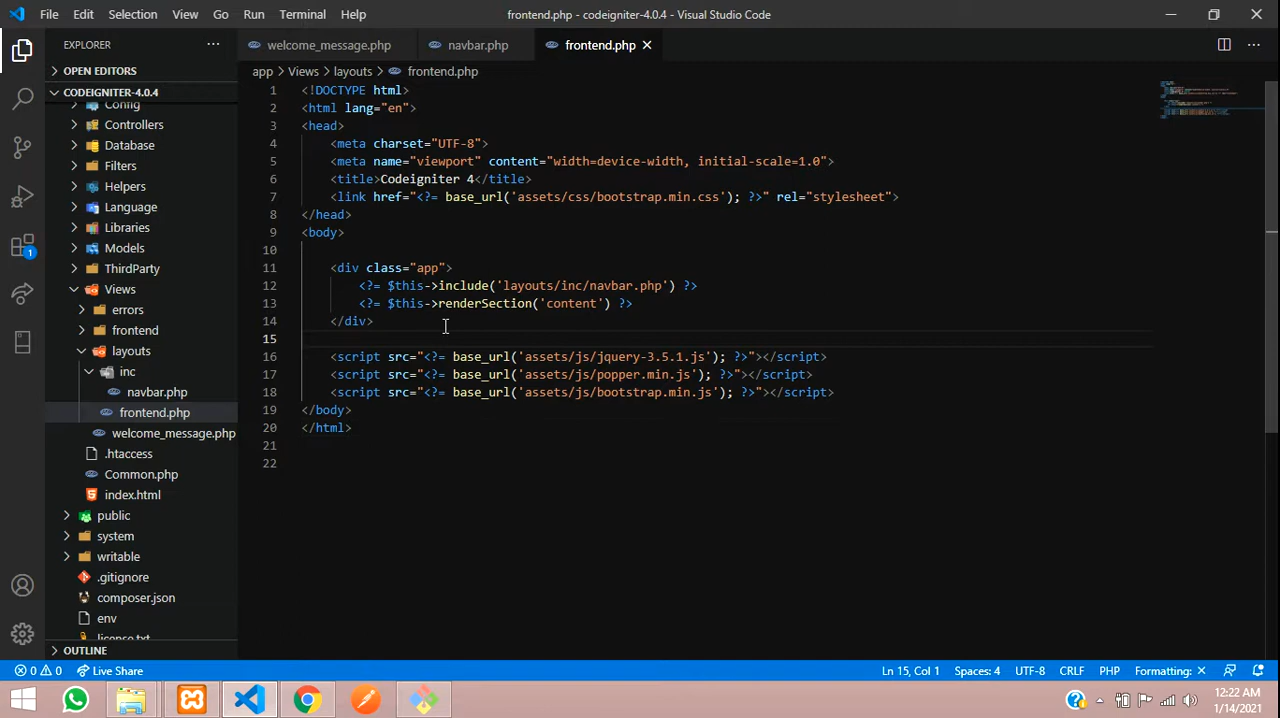 File Edit Selection View Go Run Terminal Help
frontend.php - codeigniter-4.0.4 - Visual Studio Code
EXPLORER
OPEN EDITORS
CODEIGNITER-4.0.4
Config
Controllers
Database
Filters
Helpers
Language
Libraries
Models
ThirdParty
Views
errors
frontend
layouts
inc
navbar.php
frontend.php
welcome_message.php
.htaccess
Common.php
index.html
public
system
writable
.gitignore
composer.json
env
license.txt
OUTLINE
1
welcome_message.php navbar.php frontend.php
app > Views > layouts > frontend.php
1 <!DOCTYPE html>
2 <html lang="en">
3 <head>
4 <meta charset="UTF-8">
5 <meta name="viewport" content="width=device-width, initial-scale=1.0">
6 <title>Codeigniter 4</title>
7 <link href="<?= base_url('assets/css/bootstrap.min.css'); ?>" rel="stylesheet">
8 </head>
9 <body>
10
11 <div class="app">
12 <?= $this->include('layouts/inc/navbar.php') ?>
13 <?= $this->renderSection('content') ?>
14 </div>
15
16 <script src="<?= base_url('assets/js/jquery-3.5.1.js'); ?>"></script>
17 <script src="<?= base_url('assets/js/popper.min.js'); ?>"></script>
18 <script src="<?= base_url('assets/js/bootstrap.min.js'); ?>"></script>
19 </body>
20 </html>
21
22
0 0 Live Share
Ln 15, Col 1 Spaces: 4 UTF-8 CRLF PHP Formatting: ×
12:22 AM
1/14/2021